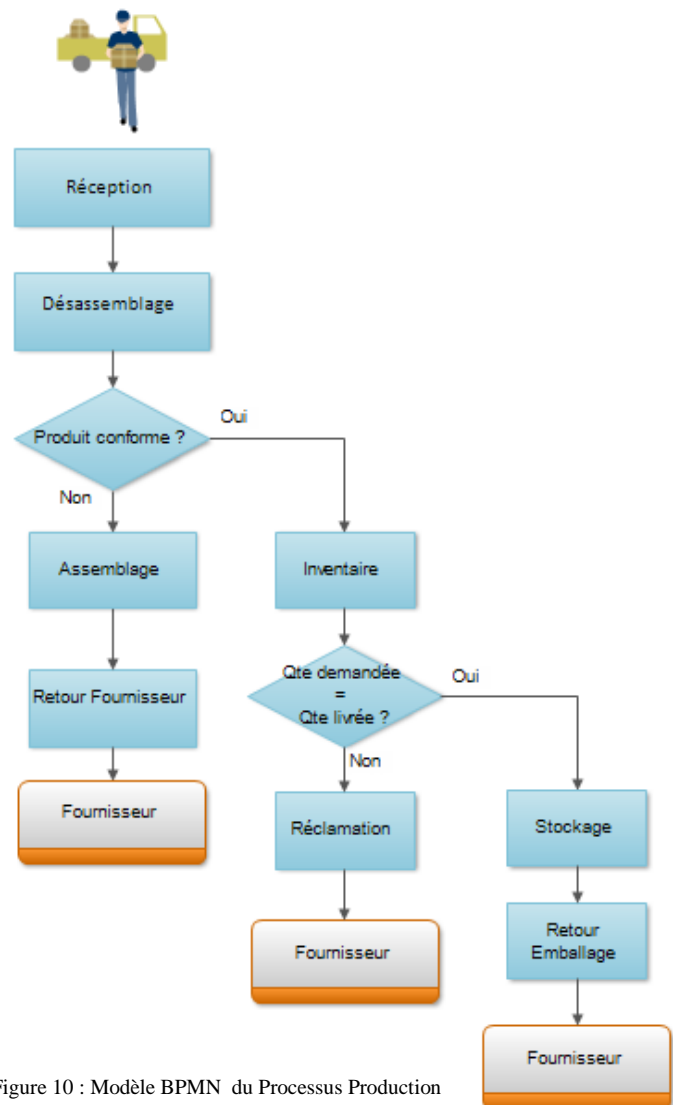 Réception
Désassemblage
Produit conforme ?
Oui
Non
Assemblage
Inventaire
Retour Fournisseur
Qte demandée
=
Qte livrée ?
Oui
Non
Fournisseur
Réclamation
Stockage
Fournisseur
Retour
Emballage
Fournisseur
Figure 10 : Modèle BPMN du Processus Production